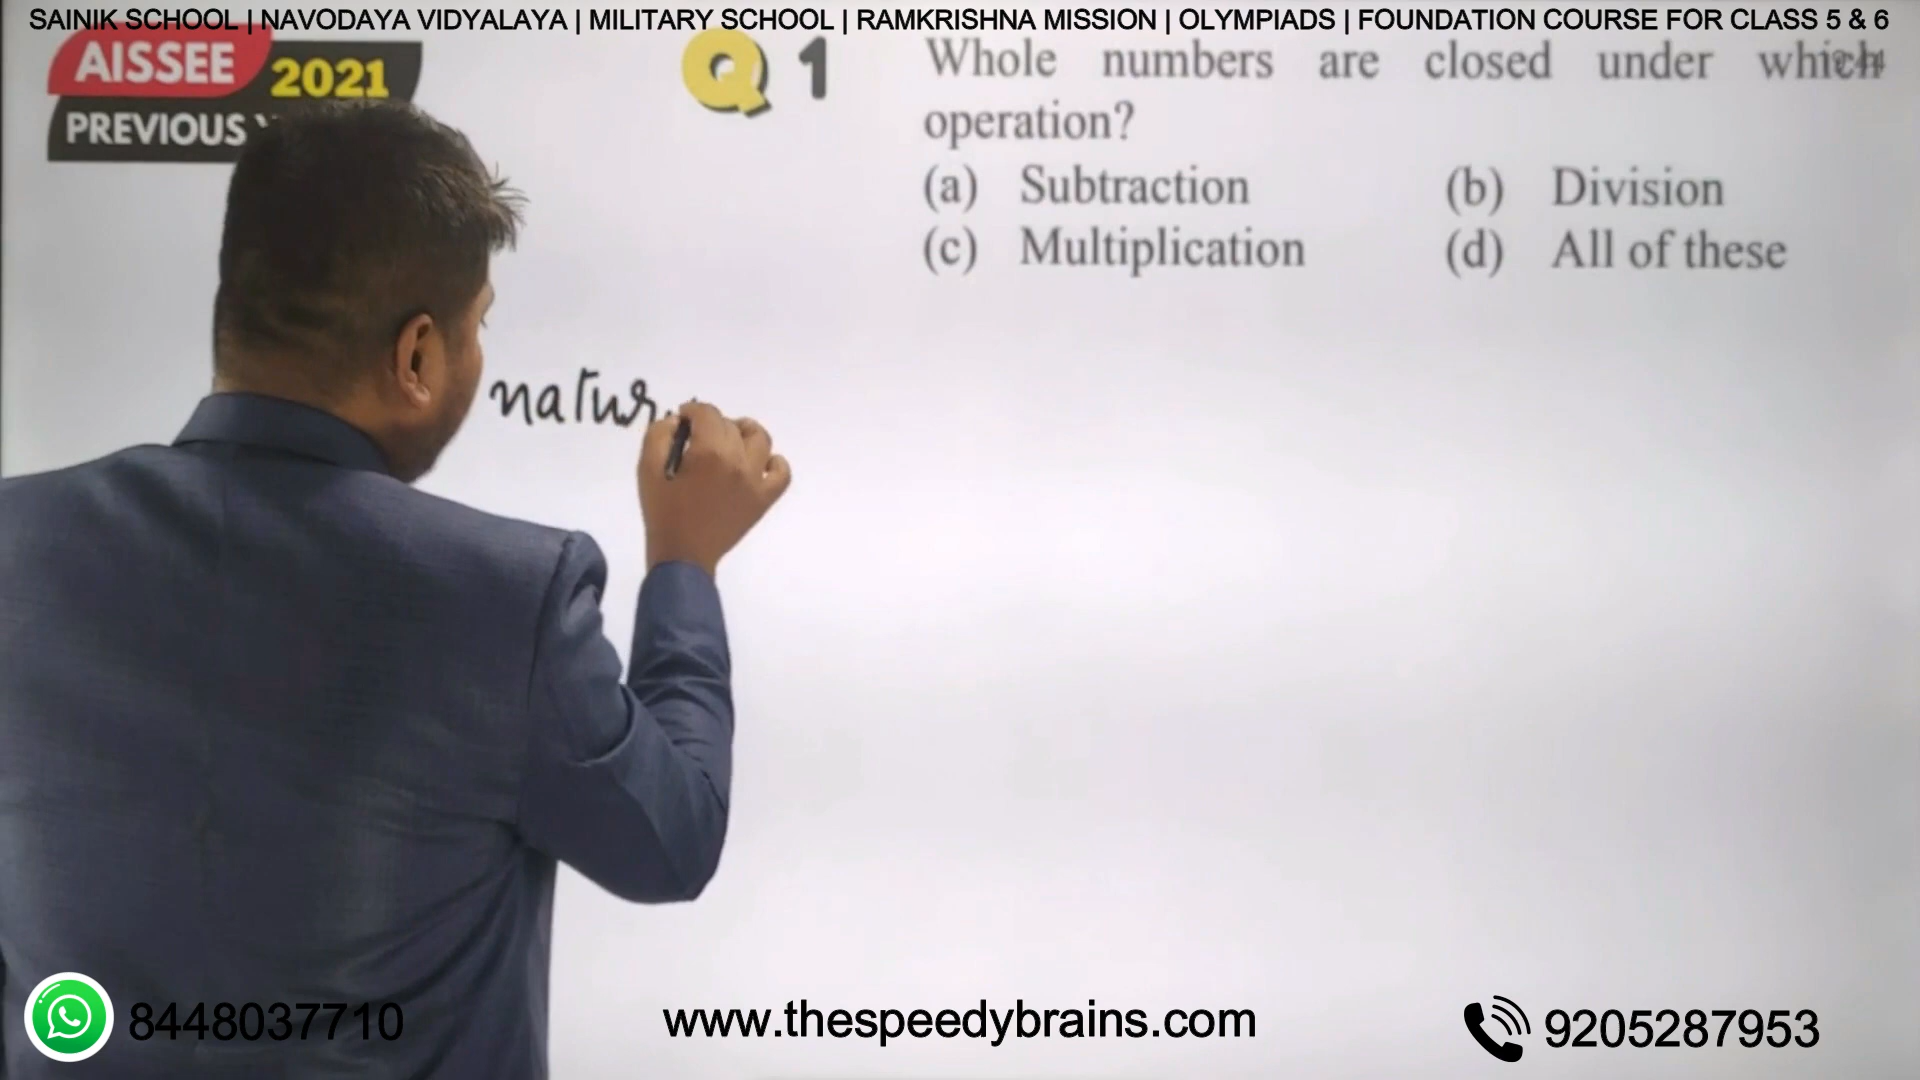 SAINIK SCHOOL | NAVODAYA VIDYALAYA | MILITARY SCHOOL | RAMKRISHNA MISSION | OLYMPIADS | FOUNDATION COURSE FOR CLASS 5 & 6
AISSEE 2021
PREVIOUS
Q 1
Whole numbers are closed under which
operation?
(a) Subtraction (b) Division
(c) Multiplication (d) All of these
natur
8448037710
www.thespeedybrains.com
9205287953